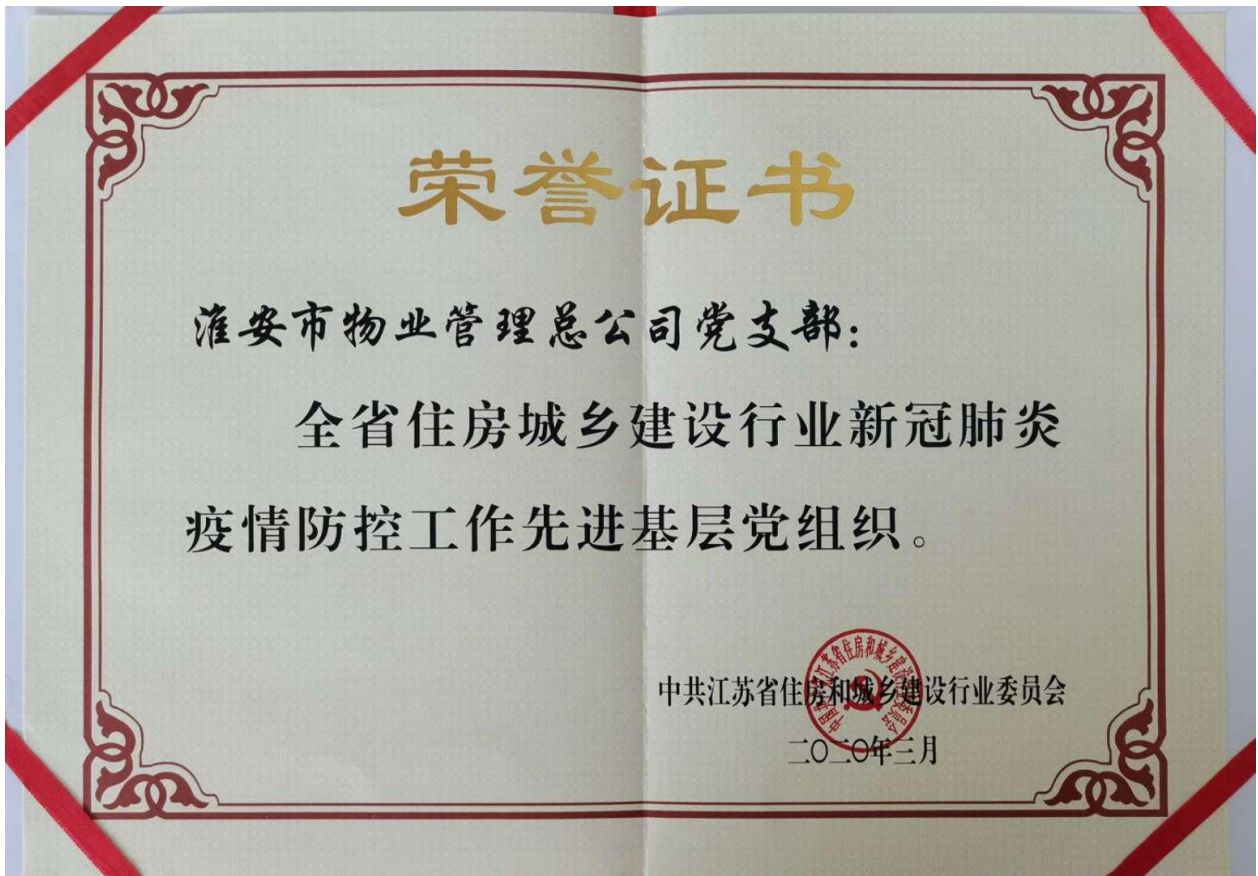 荣誉证书
淮安市物业管理总公司党支部:
全省住房城乡建设行业新冠肺炎
疫情防控工作先进基层党组织。
中共江苏省住房和城乡建设行业委员会
二〇二〇年三月